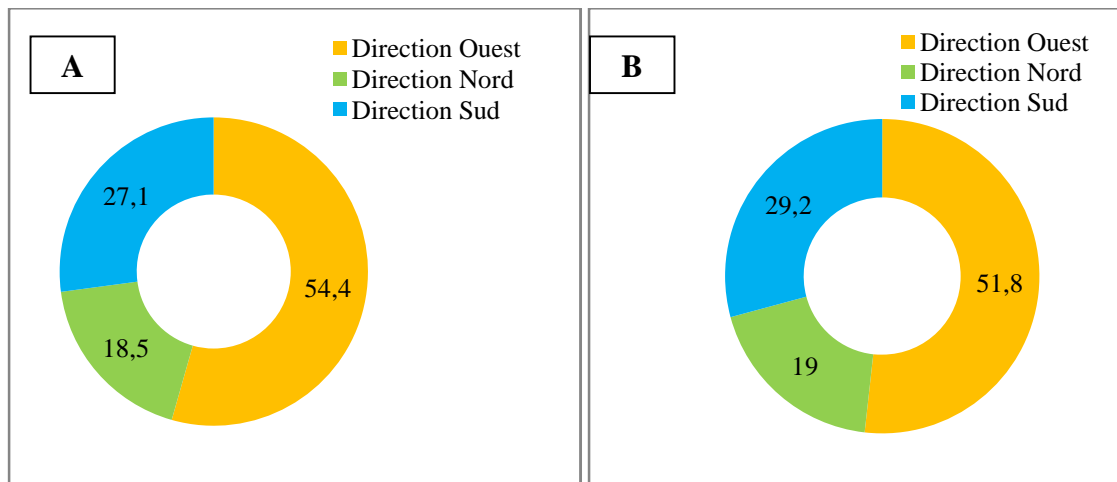 A
Direction Ouest
Direction Nord
Direction Sud
27,1
54,4
18,5
B
Direction Ouest
Direction Nord
Direction Sud
29,2
51,8
19